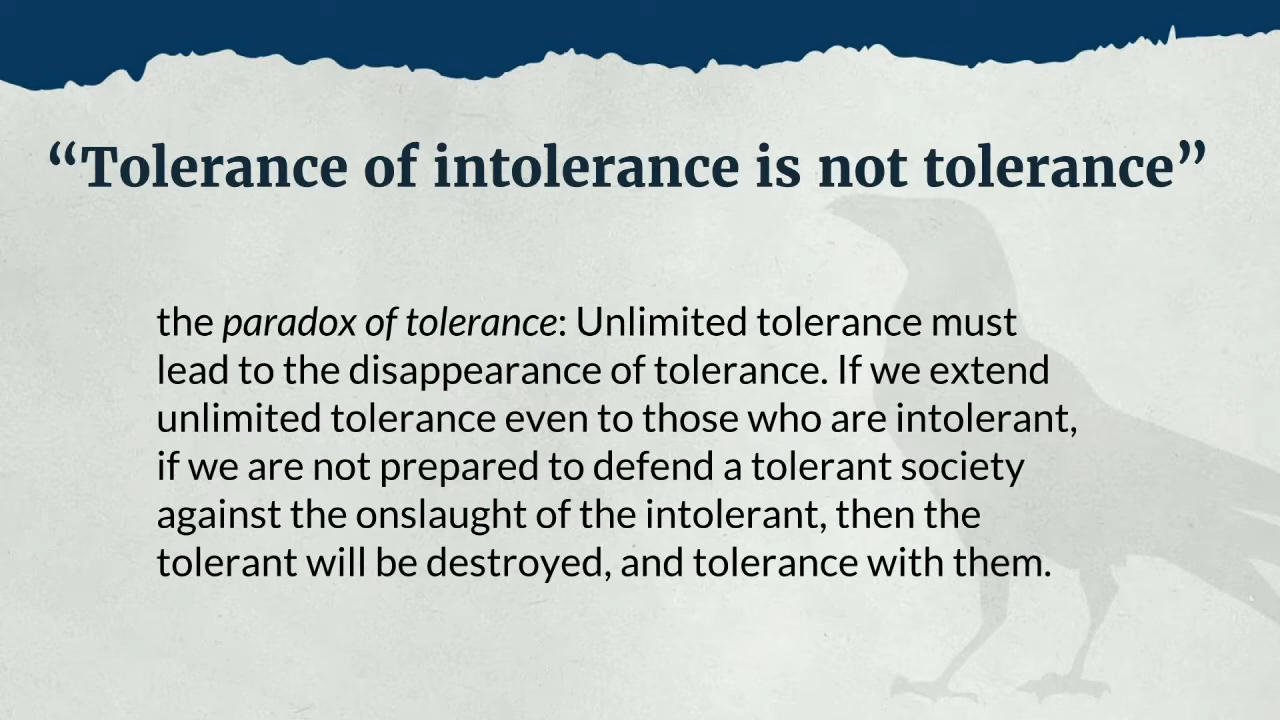 “Tolerance of intolerance is not tolerance”
the paradox of tolerance: Unlimited tolerance must
lead to the disappearance of tolerance. If we extend
unlimited tolerance even to those who are intolerant,
if we are not prepared to defend a tolerant society
against the onslaught of the intolerant, then the
tolerant will be destroyed, and tolerance with them.